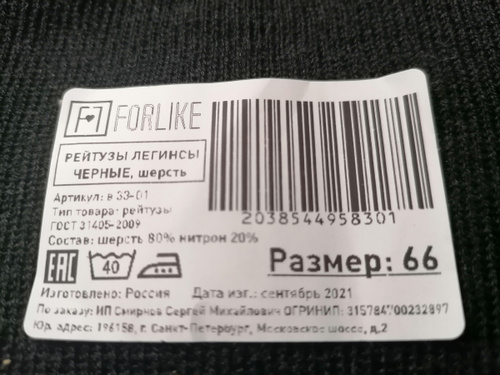 FORLIKE
РЕЙТУЗЫ ЛЕГИНСЫ
ЧЕРНЫЕ, шерсть
Артикул: в 33-01
Тип товара: рейтузы
ГОСТ 31405-2009
2038544958301
Состав: шерсть 80% нитрон 20%
Размер: 66
EAC 40
Изготовлено: Россия Дата изг.: сентябрь 2021
По заказу: ИП Смирнов Сергей Михайлович ОГРНИП: 315784700232897
Юр. адрес: 196158, г. Санкт-Петербург, Московское шоссе, д.2